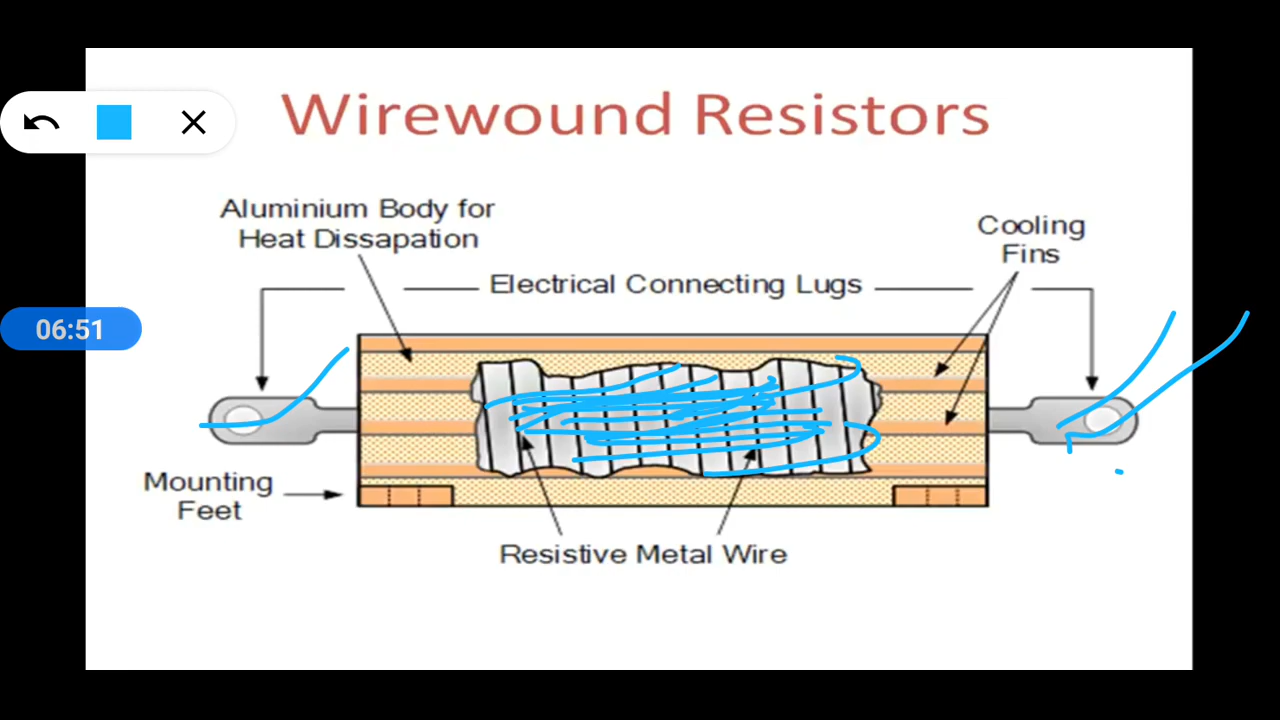 Wirewound Resistors
Aluminium Body for
Heat Dissapation
Cooling
Fins
Electrical Connecting Lugs
06:51
Mounting
Feet
Resistive Metal Wire